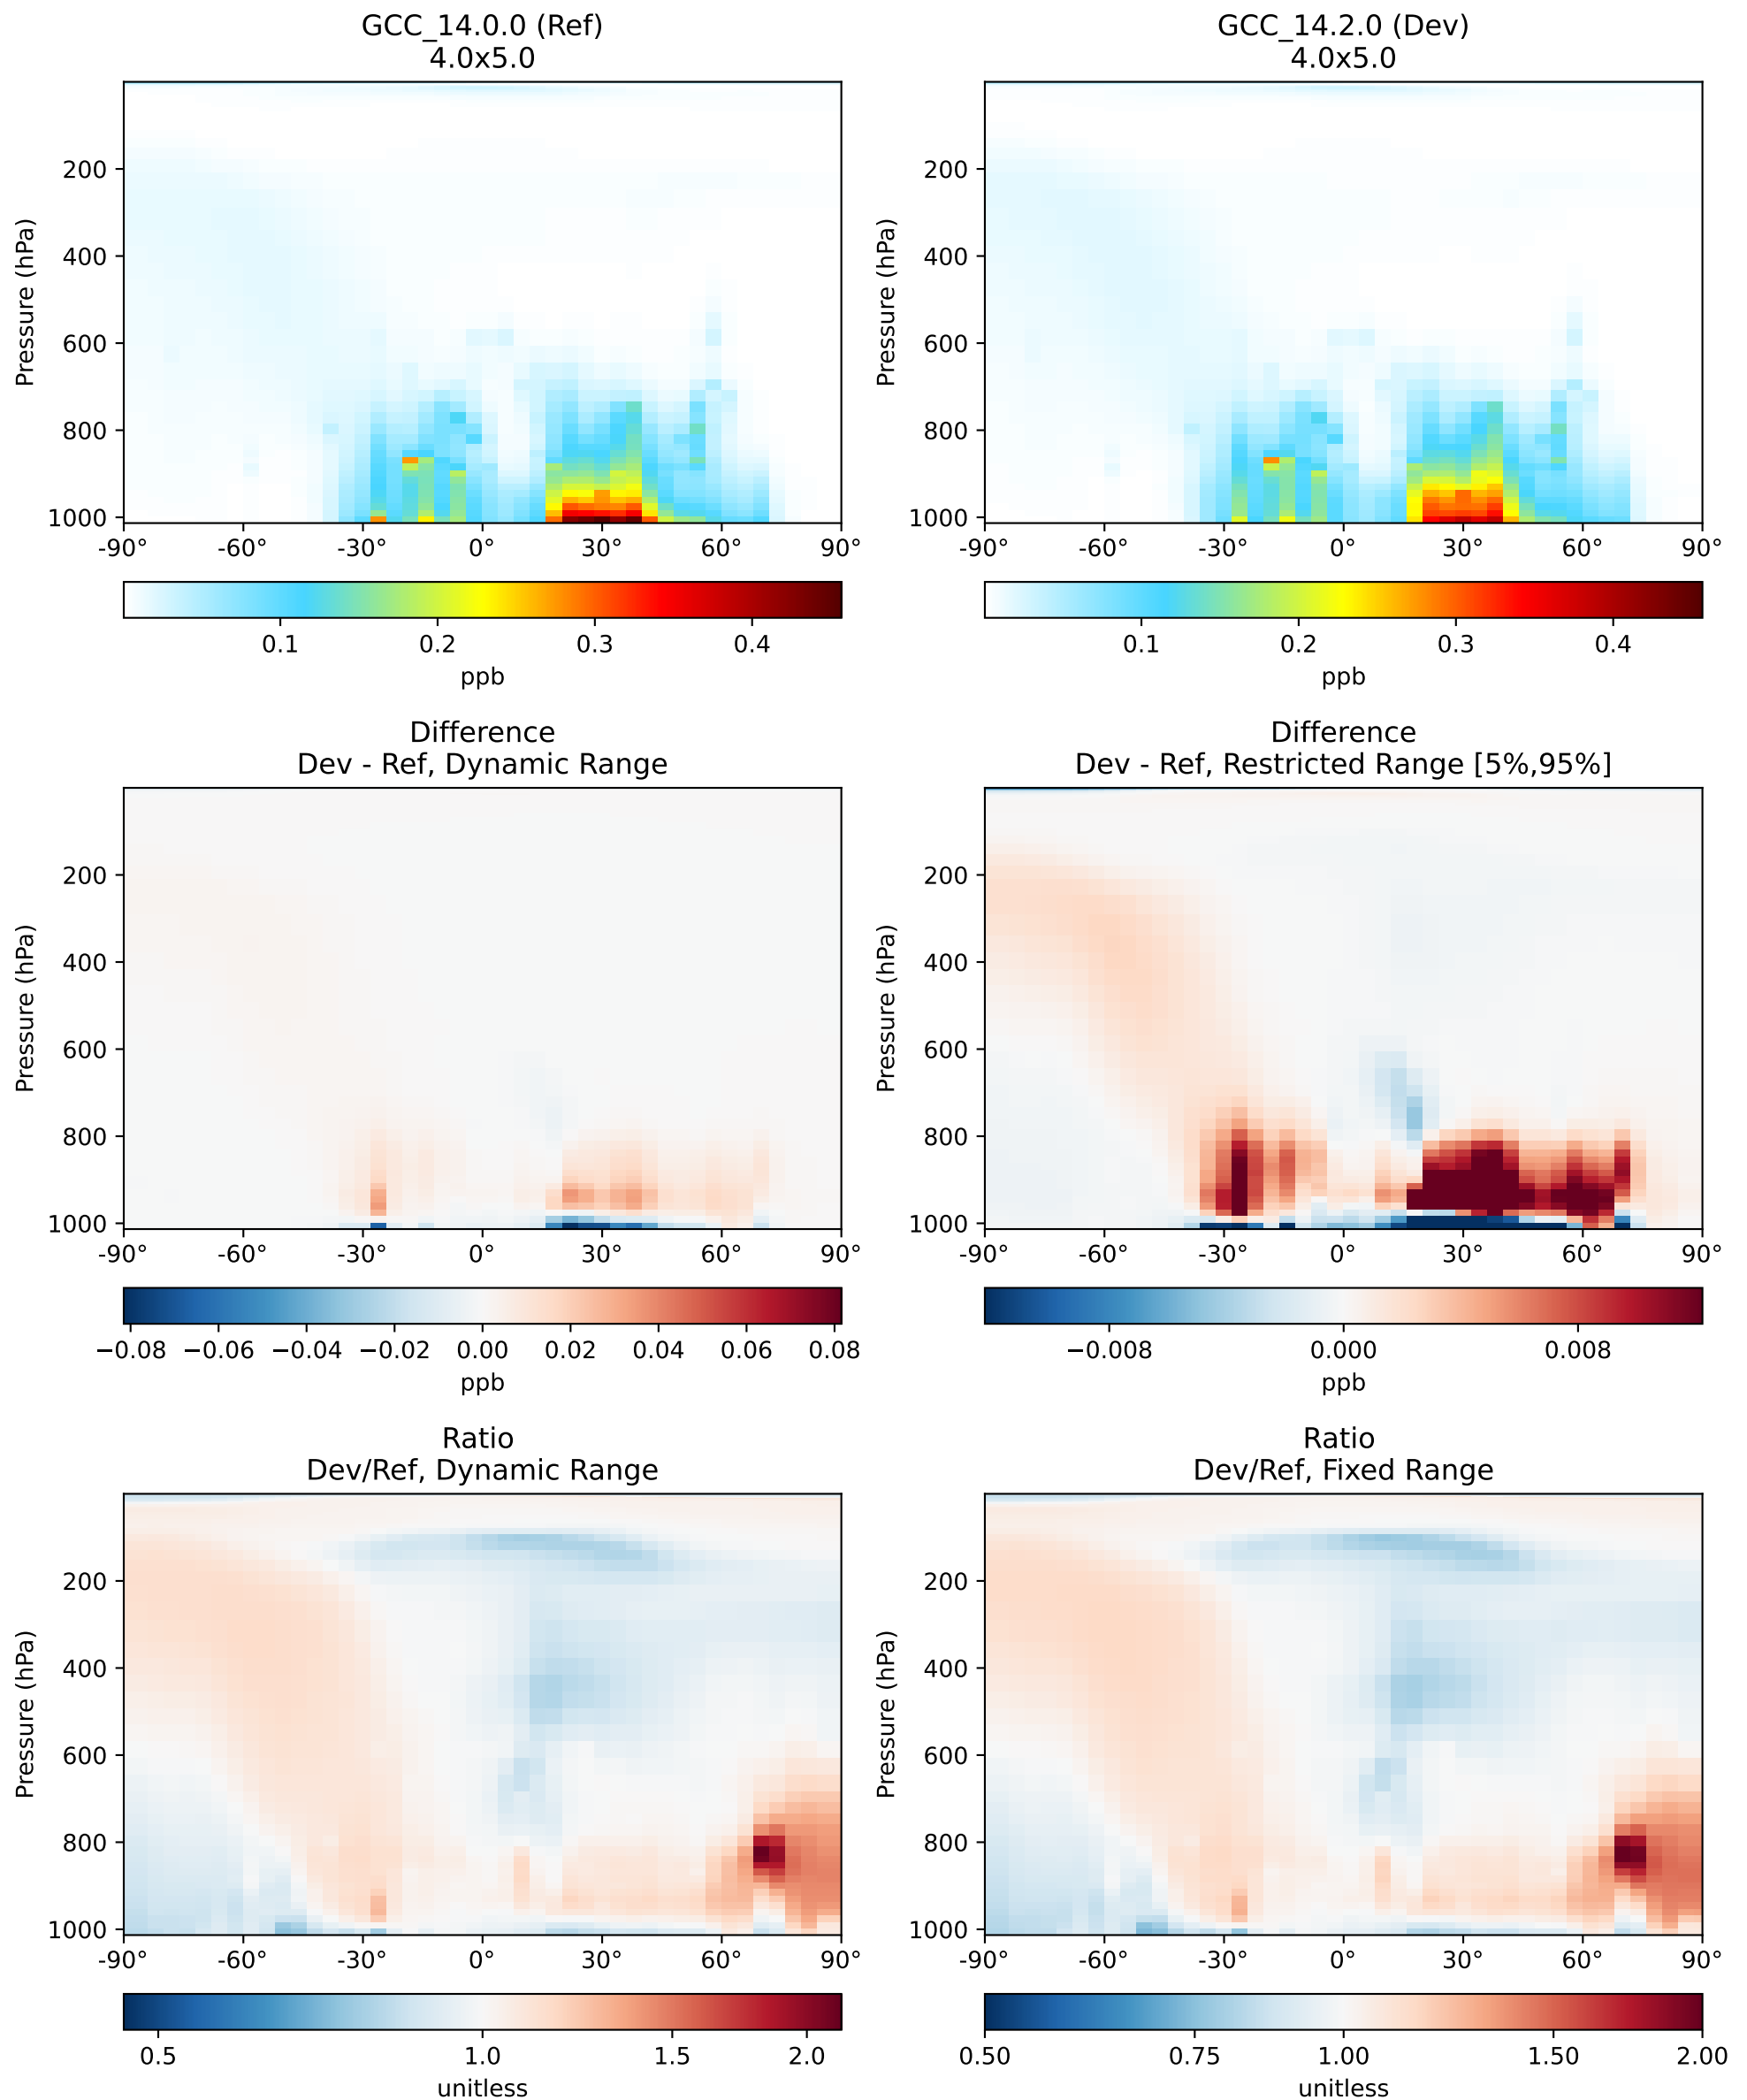 GCC_14.0.0 (Ref)
4.0x5.0
Pressure (hPa)
200
400
600
800
1000
-90° -60° -30° 0° 30° 60° 90°
0.1 0.2 0.3 0.4
ppb
GCC_14.2.0 (Dev)
4.0x5.0
Pressure (hPa)
200
400
600
800
1000
-90° -60° -30° 0° 30° 60° 90°
0.1 0.2 0.3 0.4
ppb
Difference
Dev - Ref, Dynamic Range
Pressure (hPa)
200
400
600
800
1000
-90° -60° -30° 0° 30° 60° 90°
−0.08 −0.06 −0.04 −0.02 0.00 0.02 0.04 0.06 0.08
ppb
Difference
Dev - Ref, Restricted Range [5%,95%]
Pressure (hPa)
200
400
600
800
1000
-90° -60° -30° 0° 30° 60° 90°
−0.008 0.000 0.008
ppb
Ratio
Dev/Ref, Dynamic Range
Pressure (hPa)
200
400
600
800
1000
-90° -60° -30° 0° 30° 60° 90°
0.5 1.0 1.5 2.0
unitless
Ratio
Dev/Ref, Fixed Range
Pressure (hPa)
200
400
600
800
1000
-90° -60° -30° 0° 30° 60° 90°
0.50 0.75 1.00 1.50 2.00
unitless